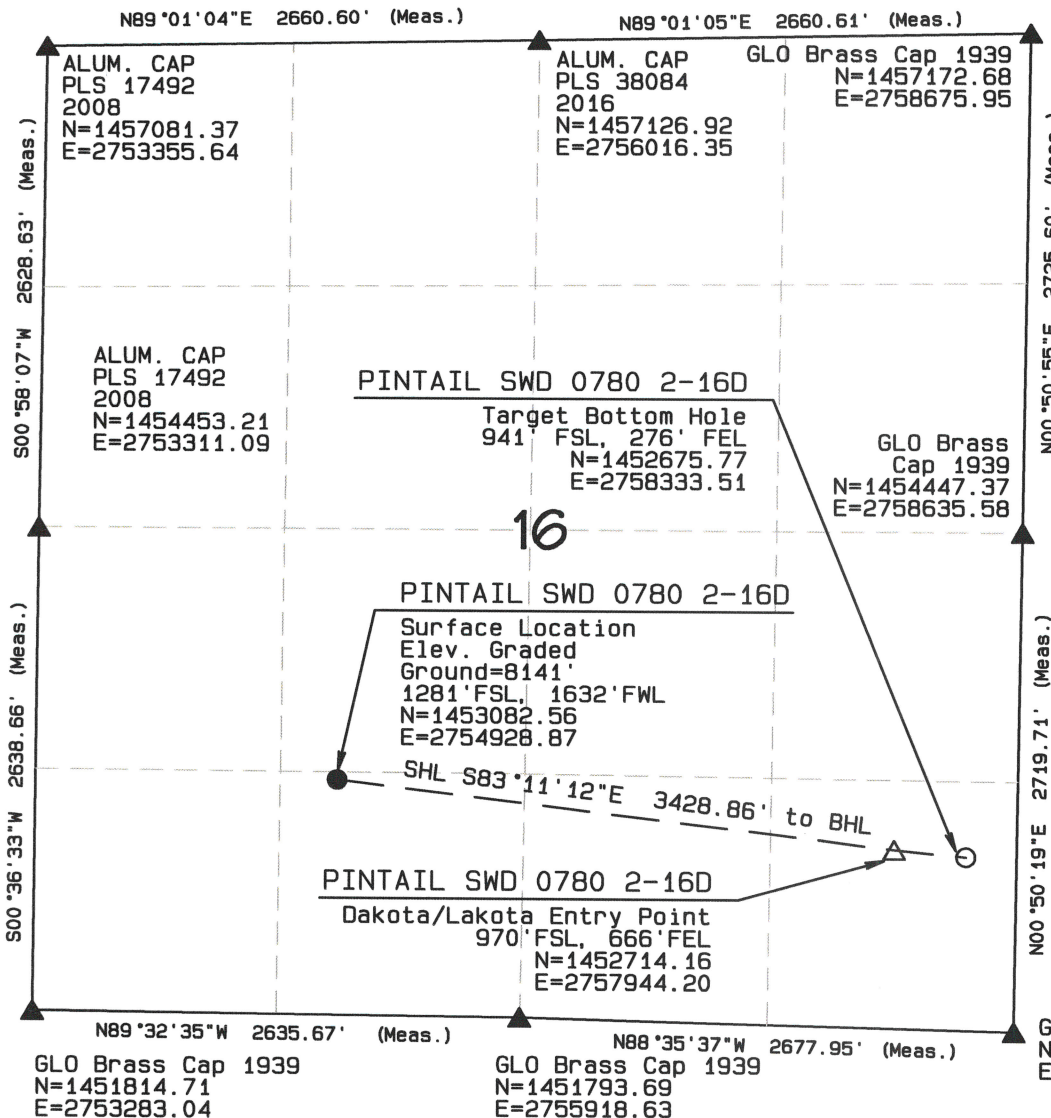 N89°01'04"E 2660.60' (Meas.)
N89°01'05"E 2660.61' (Meas.)
ALUM. CAP
PLS 17492
2008
N=1457081.37
E=2753355.64
ALUM. CAP
PLS 38084
2016
N=1457126.92
E=2756016.35
GLO Brass Cap 1939
N=1457172.68
E=2758675.95
S00°58'07"W 2628.63' (Meas.)
N00°50'55"E
ALUM. CAP
PLS 17492
2008
N=1454453.21
E=2753311.09
PINTAIL SWD 0780 2-16D
Target Bottom Hole
941' FSL, 276' FEL
N=1452675.77
E=2758333.51
GLO Brass
Cap 1939
N=1454447.37
E=2758635.58
16
PINTAIL SWD 0780 2-16D
Surface Location
Elev. Graded
Ground=8141'
1281'FSL, 1632'FWL
N=1453082.56
E=2754928.87
S00°36'33"W 2638.66' (Meas.)
SHL S83°11'12"E 3428.86' to BHL
N00°50'19"E 2719.71' (Meas.)
PINTAIL SWD 0780 2-16D
Dakota/Lakota Entry Point
970'FSL, 666'FEL
N=1452714.16
E=2757944.20
N89°32'35"W 2635.67' (Meas.)
N88°35'37"W 2677.95' (Meas.)
GLO Brass Cap 1939
N=1451814.71
E=2753283.04
GLO Brass Cap 1939
N=1451793.69
E=2755918.63
G
N
E